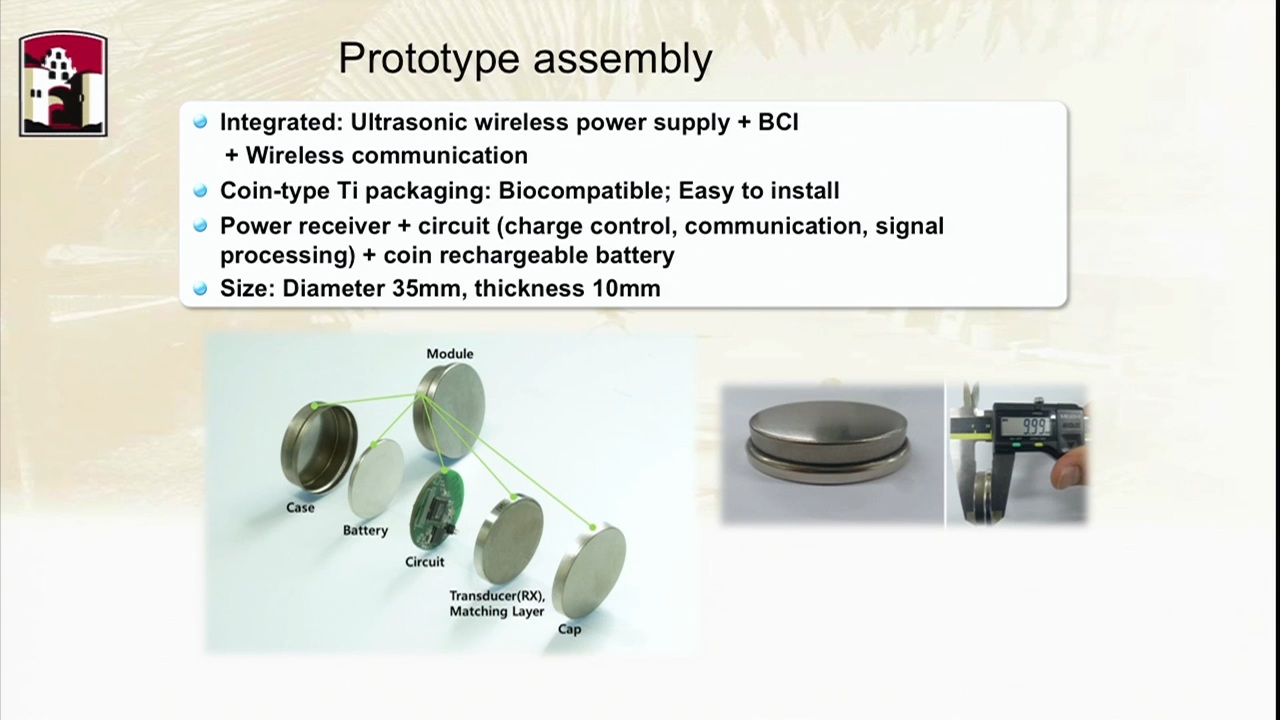 Prototype assembly
Integrated: Ultrasonic wireless power supply + BCI
+ Wireless communication
Coin-type Ti packaging: Biocompatible; Easy to install
Power receiver + circuit (charge control, communication, signal
processing) + coin rechargeable battery
Size: Diameter 35mm, thickness 10mm
Module
Case
Battery
Circuit
Transducer(RX),
Matching Layer
Cap
9.99